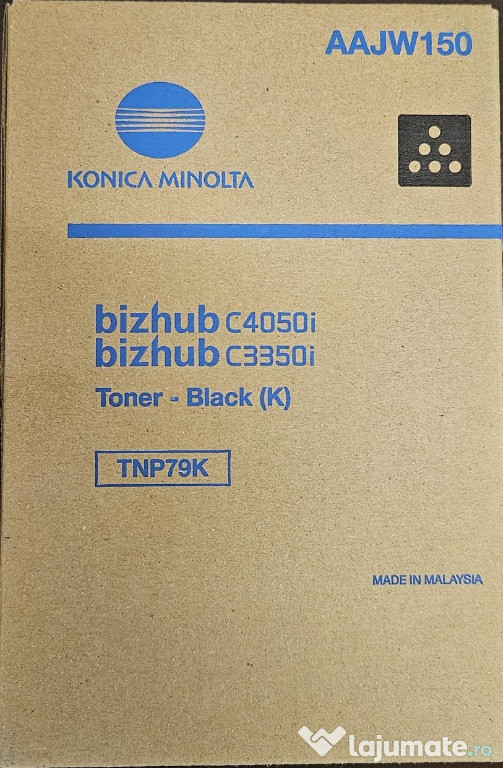 AAJW150
KONICA MINOLTA
bizhub C4050i
bizhub C3350i
Toner - Black (K)
TNP79K
MADE IN MALAYSIA
lajumate.ro